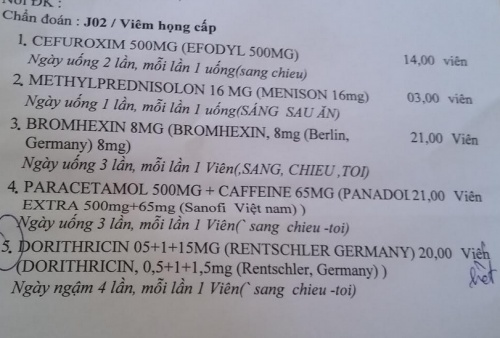 Nơi ĐK :
Chẩn đoán : J02 / Viêm họng cấp
1. CEFUROXIM 500MG (EFODYL 500MG) 14,00 viên
Ngày uống 2 lần, mỗi lần 1 uống(sang chieu)
2. METHYLPREDNISOLON 16 MG (MENISON 16mg) 03,00 viên
Ngày uống 1 lần, mỗi lần 1 uống(SÁNG SAU ĂN)
3. BROMHEXIN 8MG (BROMHEXIN, 8mg (Berlin, 21,00 Viên
Germany) 8mg)
Ngày uống 3 lần, mỗi lần 1 Viên(,SANG, CHIEU ,TOI)
4. PARACETAMOL 500MG + CAFFEINE 65MG (PANADOL 21,00 Viên
EXTRA 500mg+65mg (Sanofi Việt nam) )
Ngày uống 3 lần, mỗi lần 1 Viên(` sang chieu -toi)
5. DORITHRICIN 05+1+15MG (RENTSCHLER GERMANY) 20,00 Viên
(DORITHRICIN, 0,5+1+1,5mg (Rentschler, Germany) ) hết
Ngày ngậm 4 lần, mỗi lần 1 Viên(` sang chieu -toi)